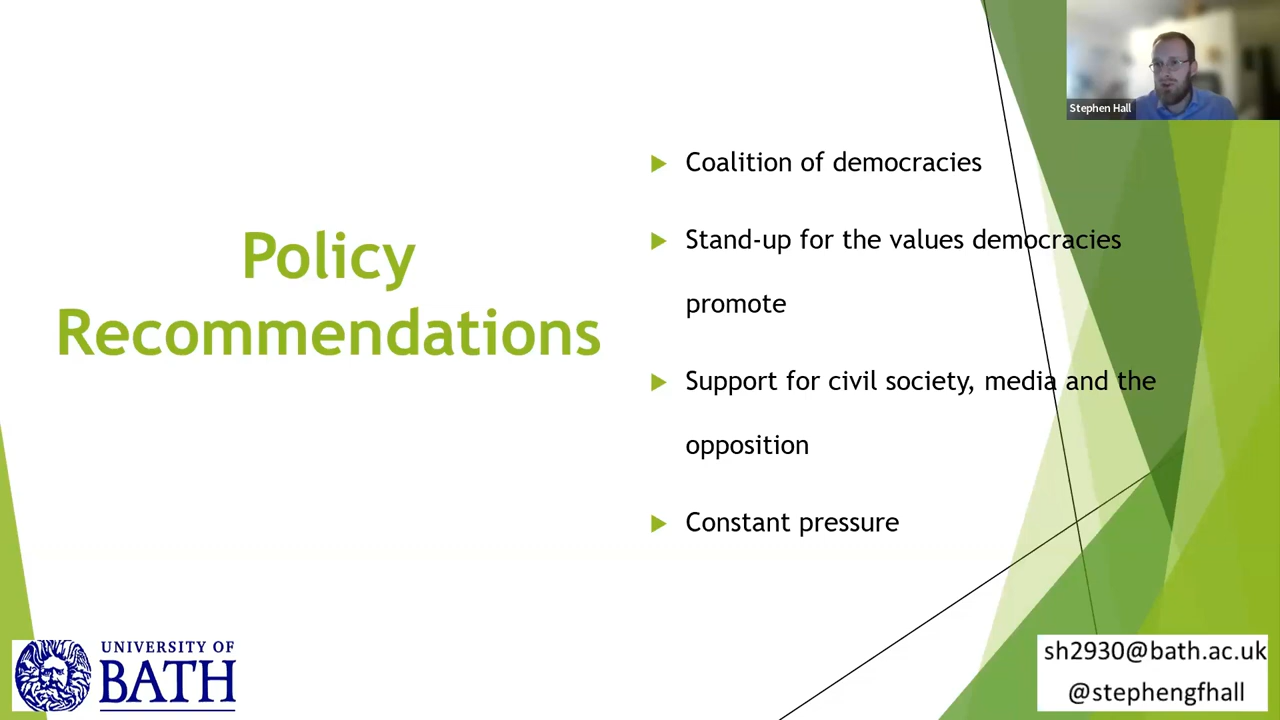 Stephen Hall
Policy
Recommendations
Coalition of democracies
Stand-up for the values democracies
promote
Support for civil society, media and the
opposition
Constant pressure
UNIVERSITY OF
BATH
sh2930@bath.ac.uk
@stephengfhall